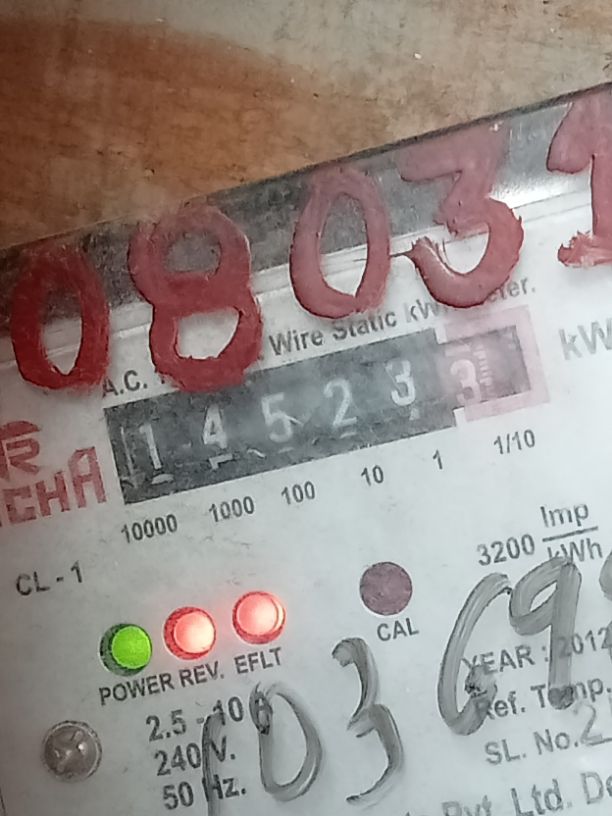 08031
A.C. Wire Static kWh Meter.
kW
1 4 5 2 3 3
10000 1000 100 10 1 1/10
CL - 1
3200 Imp/kWh
CAL
POWER REV. EFLT
YEAR : 2012
2.5 - 10 A
Ref. Temp.
240 V.
SL. No.2
50 Hz.
Pvt. Ltd.